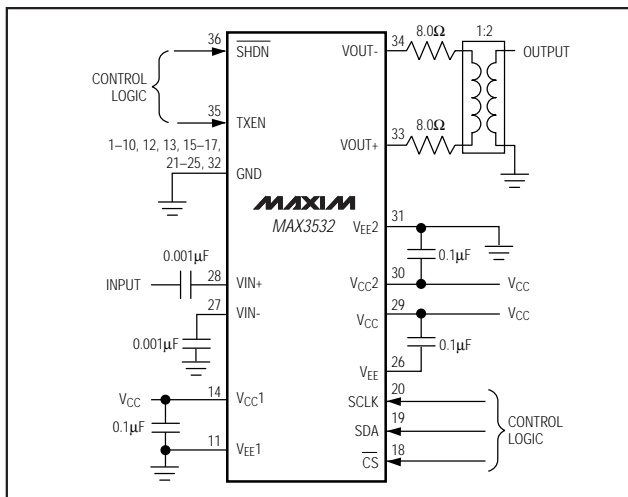 36
SHDN
VOUT-
34
8.0Ω
1:2
OUTPUT
CONTROL
LOGIC
35
TXEN
1–10, 12, 13, 15–17,
21–25, 32
GND
VOUT+
33
8.0Ω
MAXIM
MAX3532
VEE2
31
0.1µF
0.001µF
INPUT
28
VIN+
VCC2
30
VCC
27
VIN-
29
VCC
VCC
0.001µF
0.1µF
VEE
26
VCC
14
VCC1
SCLK
20
0.1µF
SDA
19
CONTROL
LOGIC
11
VEE1
CS
18